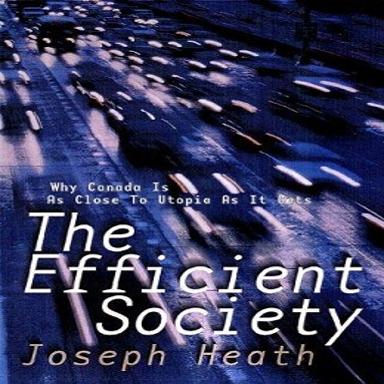 Why Canada Is
As Close To Utopia As It Gets
The
Efficient
Society
Joseph Heath